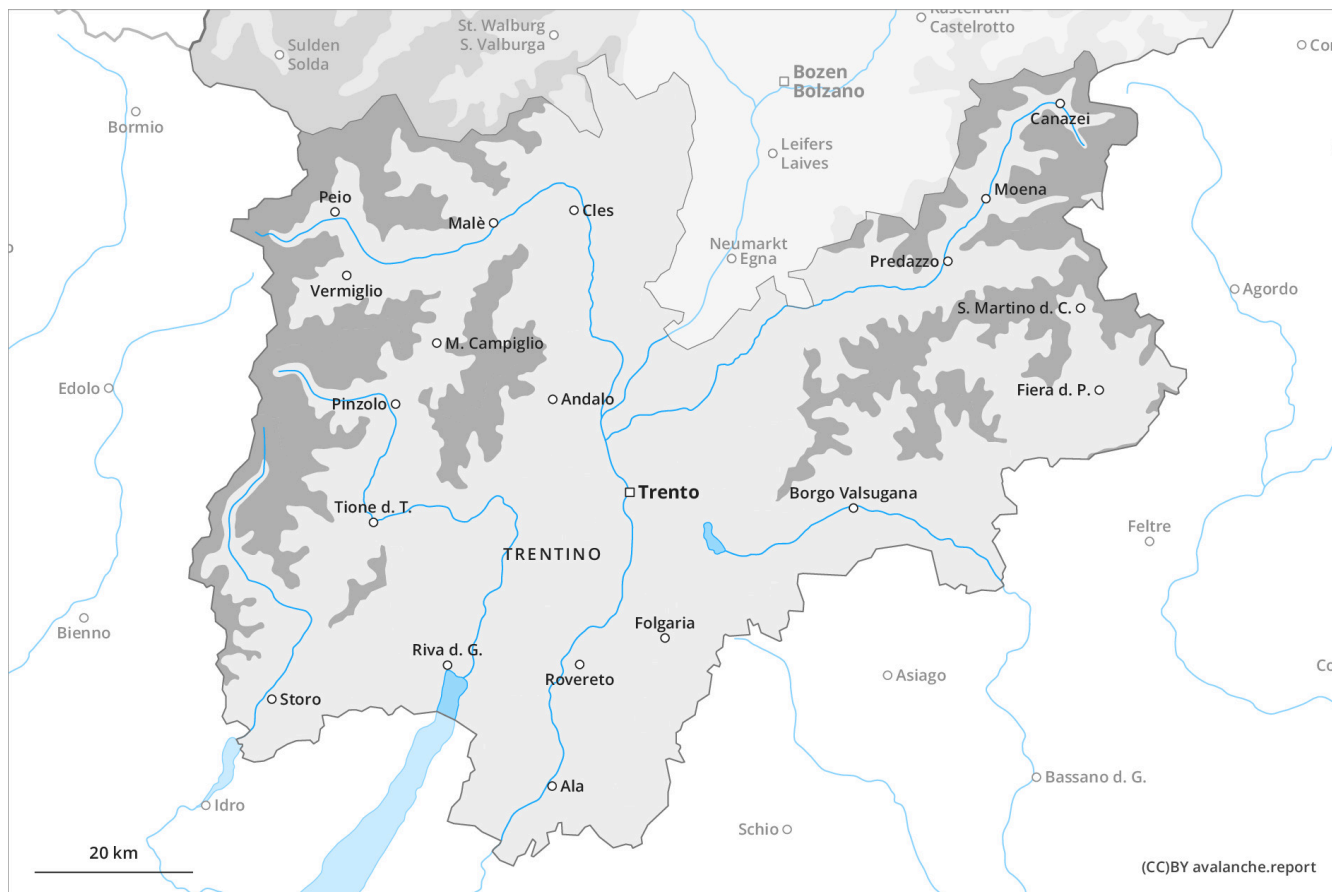 Kastelruth
Castelrotto
St. Walburg
S. Valburga
Sulden
Solda
Bozen
Bolzano
Canazei
Bormio
Leifers
Laives
Moena
Peio
Malè
Cles
Neumarkt
Egna
Predazzo
Vermiglio
Agordo
S. Martino d. C.
M. Campiglio
Edolo
Pinzolo
Andalo
Fiera d. P.
Trento
Borgo Valsugana
Tione d. T.
Feltre
TRENTINO
Bienno
Folgaria
Riva d. G.
Rovereto
Asiago
Storo
Bassano d. G.
Ala
Idro
Schio
20 km
(CC)BY avalanche.report